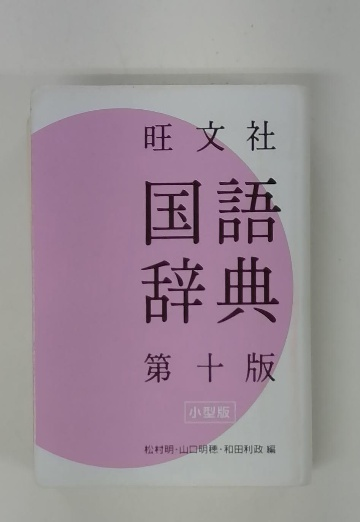 旺文社
国語
辞典
第十版
小型版
松村明・山口明穂・和田利政 編